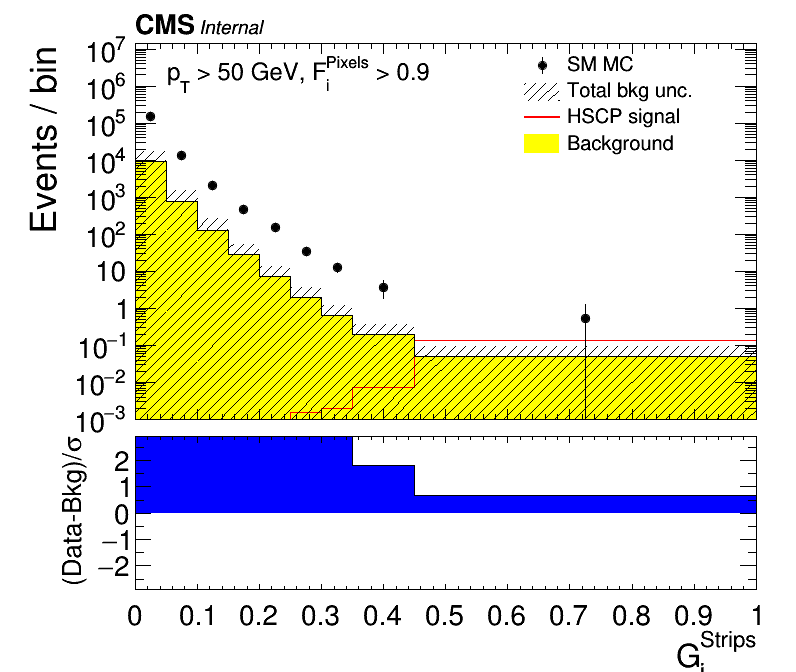 CMS Internal
Events / bin
p_T > 50 GeV, F_i^Pixels > 0.9
SM MC
Total bkg unc.
HSCP signal
Background
10^7
10^6
10^5
10^4
10^3
10^2
10
1
10^−1
10^−2
10^−3
(Data-Bkg)/σ
2
1
0
−1
−2
0 0.1 0.2 0.3 0.4 0.5 0.6 0.7 0.8 0.9 1
G_i^Strips